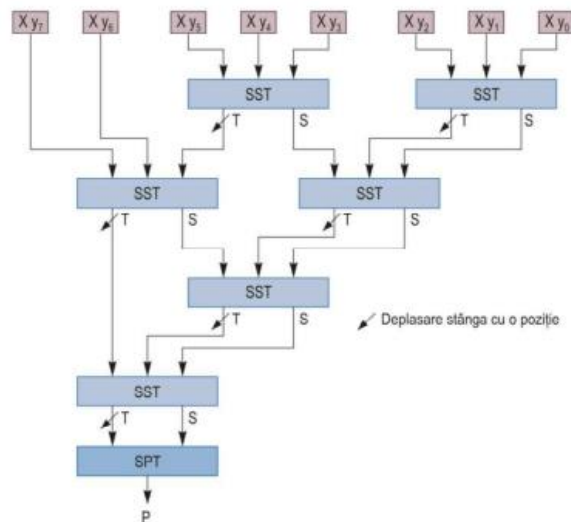 X y₇ X y₆ X y₅ X y₄ X y₃ X y₂ X y₁ X y₀
SST SST
T S T S
SST SST
T S T S
SST
T S
Deplasare stânga cu o poziție
SST
T S
SPT
P